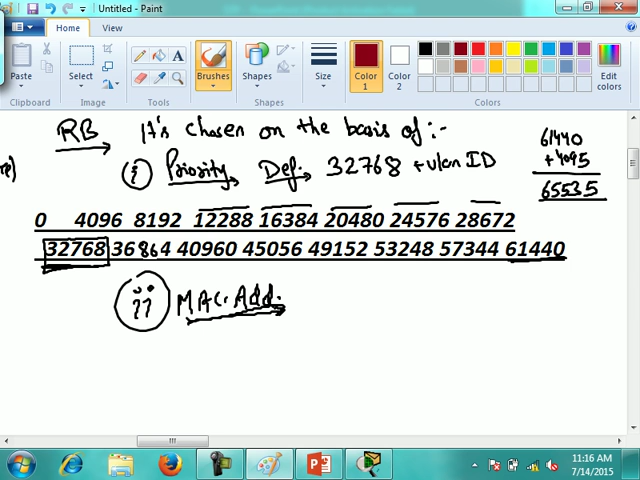 Untitled - Paint
Home View
Paste Select Brushes Shapes Size Color 1 Color 2 Edit colors
Clipboard Image Tools Shapes Colors
RB It's chosen on the basis of:-
61440
+4095
65535
(i) Priority Def. 32768 +vlan ID
0 4096 8192 12288 16384 20480 24576 28672
32768 36864 40960 45056 49152 53248 57344 61440
(ii) MAC. Add.
11:16 AM
7/14/2015